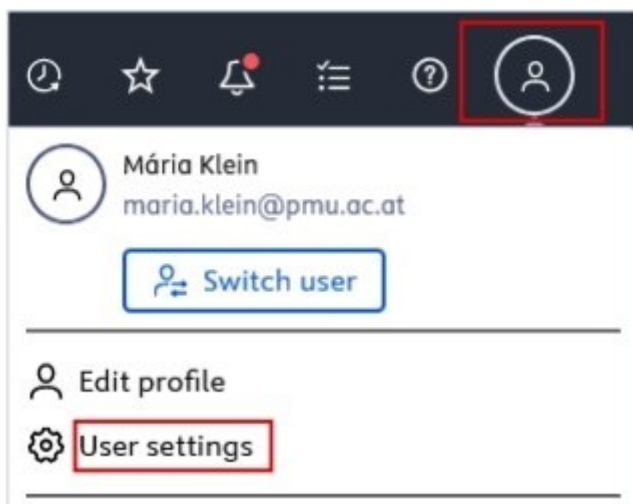 Mária Klein
maria.klein@pmu.ac.at
Switch user
Edit profile
User settings